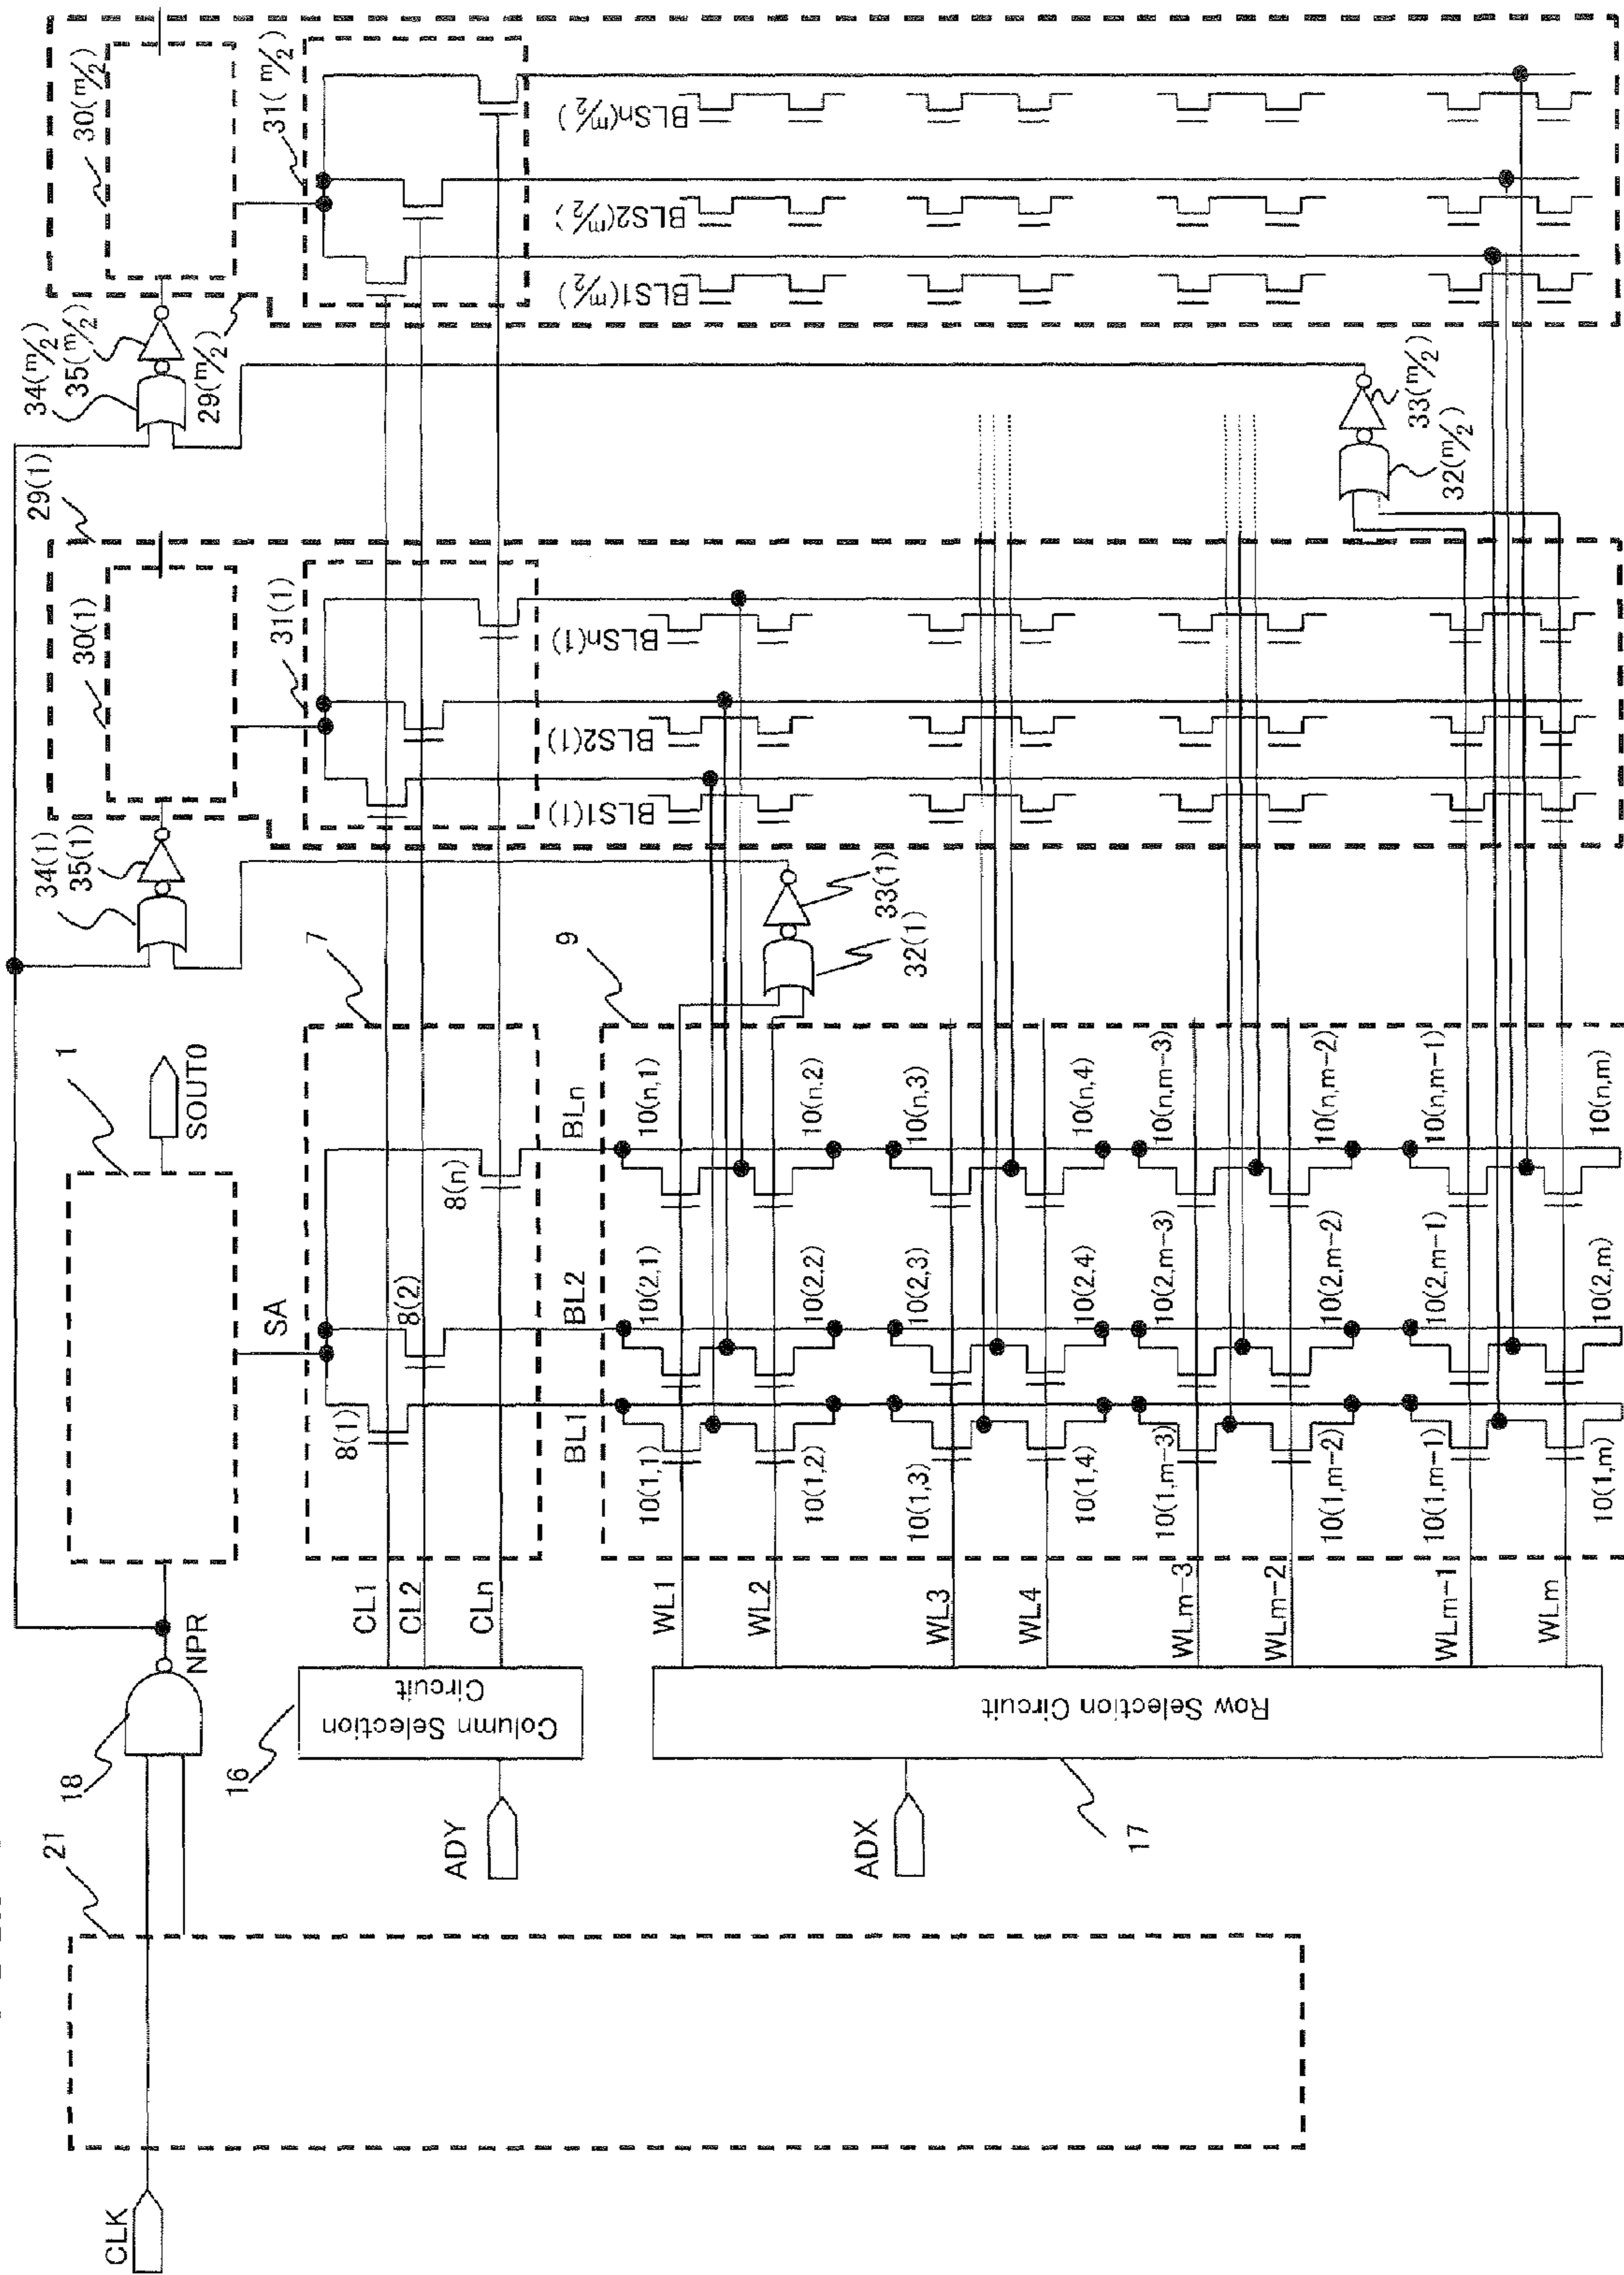 CLK
21
18
NPR
1
SOUT0
34(1)
35(1)
30(1)
29(1)
34(m/2)
35(m/2)
29(m/2)
30(m/2)
16
Column Selection
Circuit
ADY
CL1
CL2
CLn
SA
8(1)
8(2)
8(n)
7
31(1)
31(m/2)
BL1
BL2
BLn
9
BLS1(1)
BLS2(1)
BLSn(1)
BLS1(m/2)
BLS2(m/2)
BLSn(m/2)
ADX
17
Row Selection Circuit
WL1
WL2
WL3
WL4
WLm-3
WLm-2
WLm-1
WLm
10(1,1)
10(2,1)
10(n,1)
10(1,2)
10(2,2)
10(n,2)
10(1,3)
10(2,3)
10(n,3)
10(1,4)
10(2,4)
10(n,4)
10(1,m-3)
10(2,m-3)
10(n,m-3)
10(1,m-2)
10(2,m-2)
10(n,m-2)
10(1,m-1)
10(2,m-1)
10(n,m-1)
10(1,m)
10(2,m)
10(n,m)
32(1)
33(1)
32(m/2)
33(m/2)